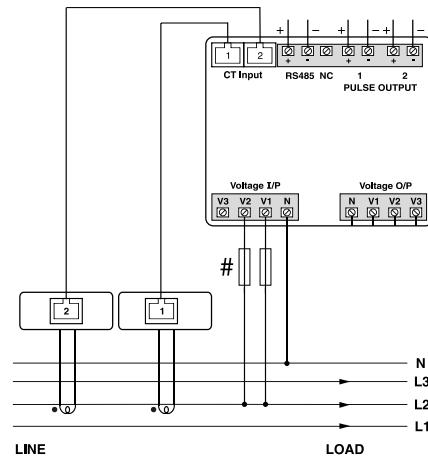 + - + - + -
1 2
+ - + - + -
CT Input RS485 NC 1 2
PULSE OUTPUT
Voltage I/P Voltage O/P
V3 V2 V1 N N V1 V2 V3
#
2 1
N
L3
L2
L1
LINE LOAD